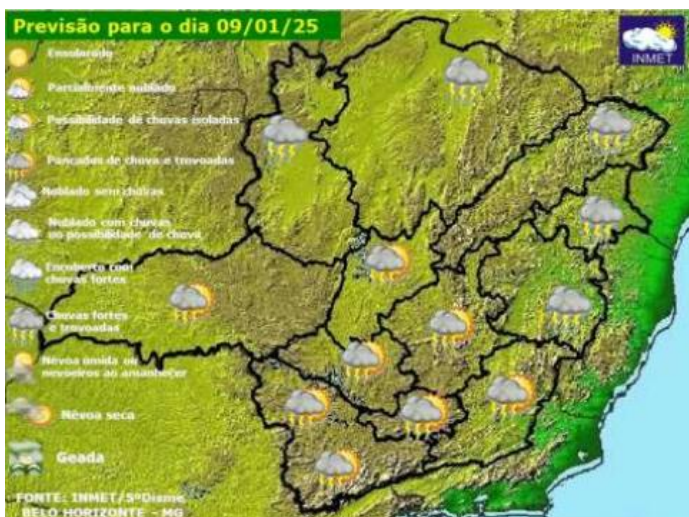 Previsão para o dia 09/01/25
INMET
Ensolarado
Parcialmente nublado
Possibilidade de chuvas isoladas
Pancadas de chuva e trovoadas
Nublado sem chuvas
Nublado com chuvas
ou possibilidade de chuva
Encoberto com
chuvas fortes
Chuvas fortes
e trovoadas
Névoa úmida ou
nevoeiros ao amanhecer
Névoa seca
Geada
FONTE: INMET/5ºDisme
BELO HORIZONTE - MG